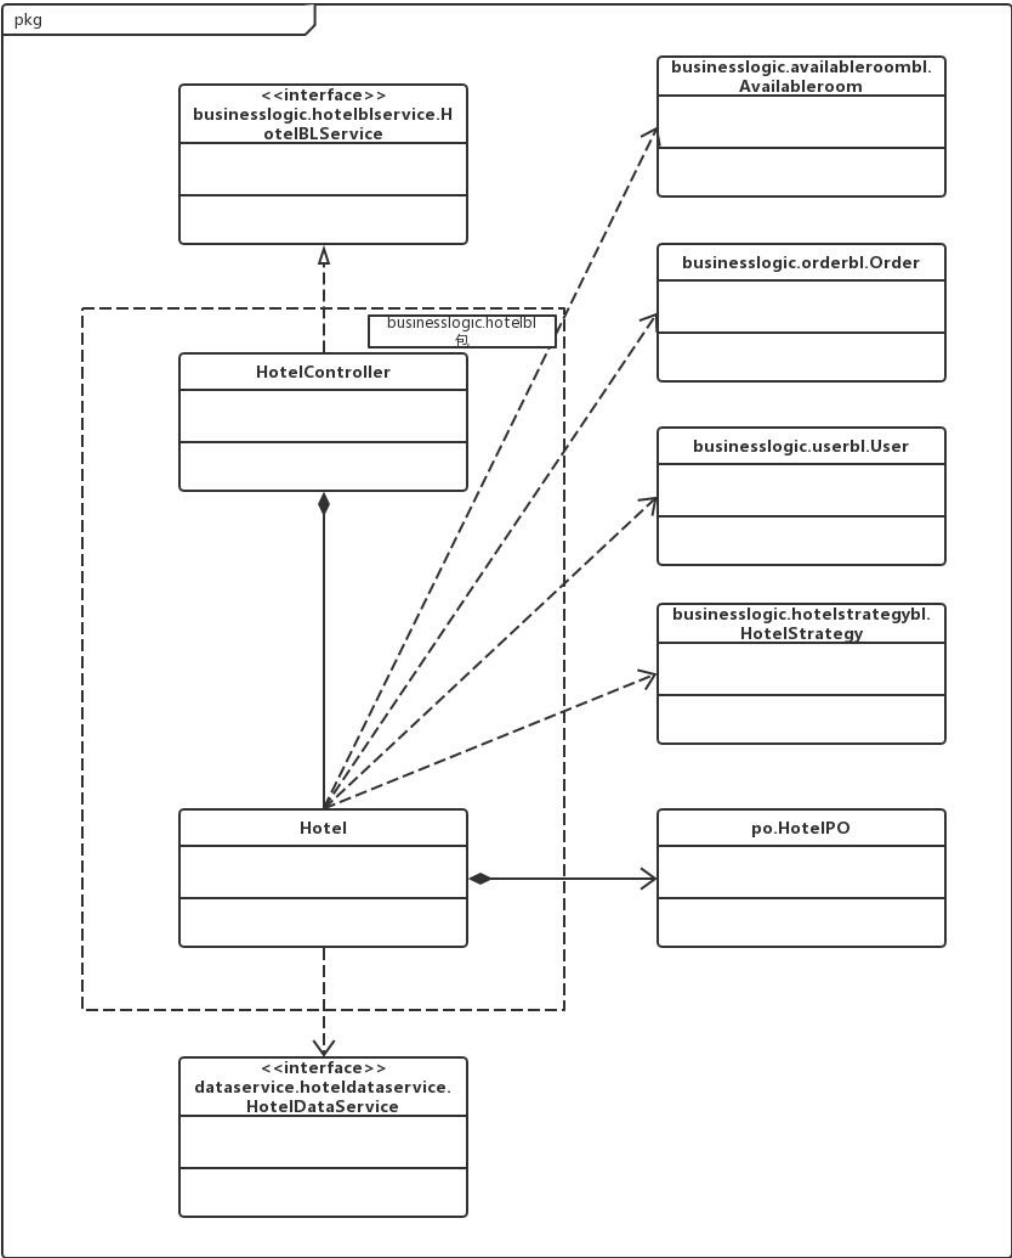 pkg
<<interface>>
businesslogic.hotelblservice.H
otelBLService
businesslogic.availableroombl.
Availableroom
businesslogic.orderbl.Order
businesslogic.hotelbl
包
HotelController
businesslogic.userbl.User
businesslogic.hotelstrategybl.
HotelStrategy
Hotel
po.HotelPO
<<interface>>
dataservice.hoteldataservice.
HotelDataService